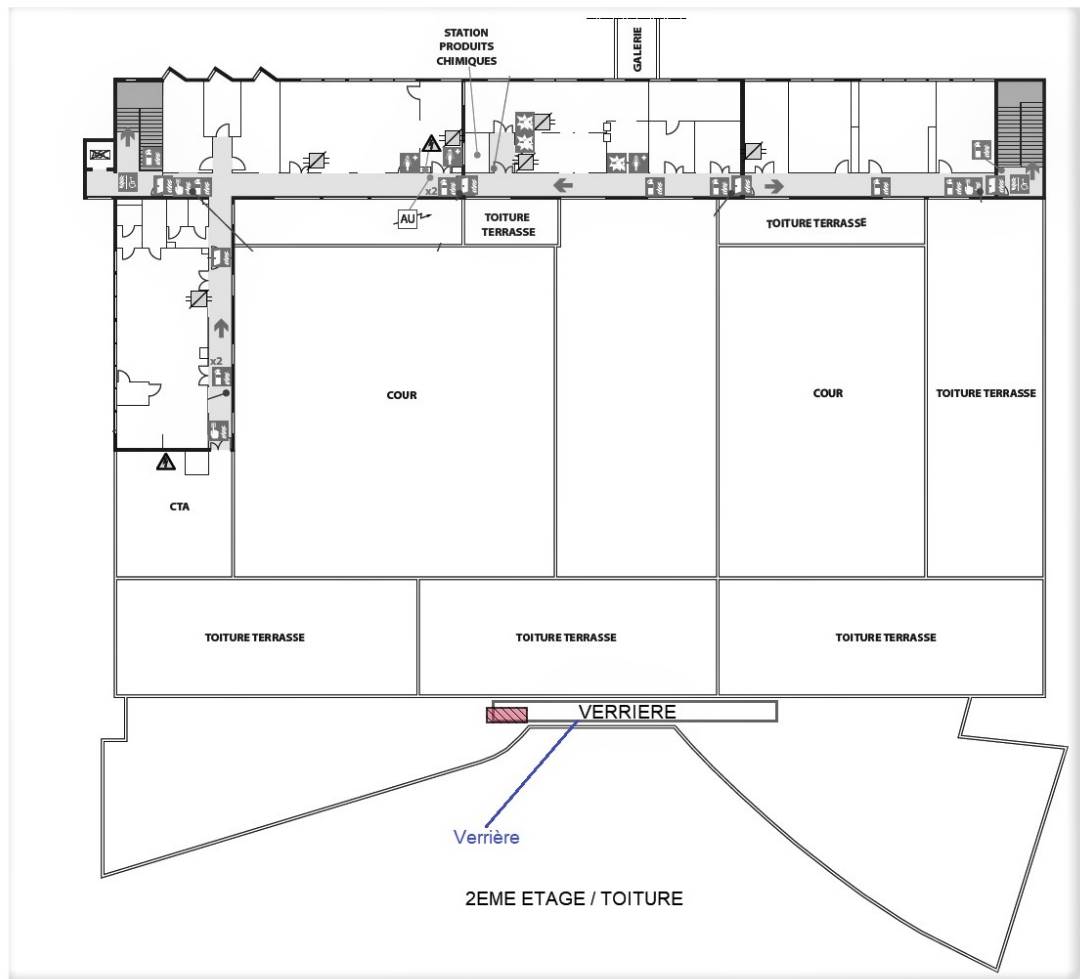 STATION
PRODUITS
CHIMIQUES
GALERIE
x2
AU
TOITURE
TERRASSE
TOITURE TERRASSE
x2
COUR
COUR
TOITURE TERRASSE
CTA
TOITURE TERRASSE
TOITURE TERRASSE
TOITURE TERRASSE
VERRIERE
Verrière
2EME ETAGE / TOITURE